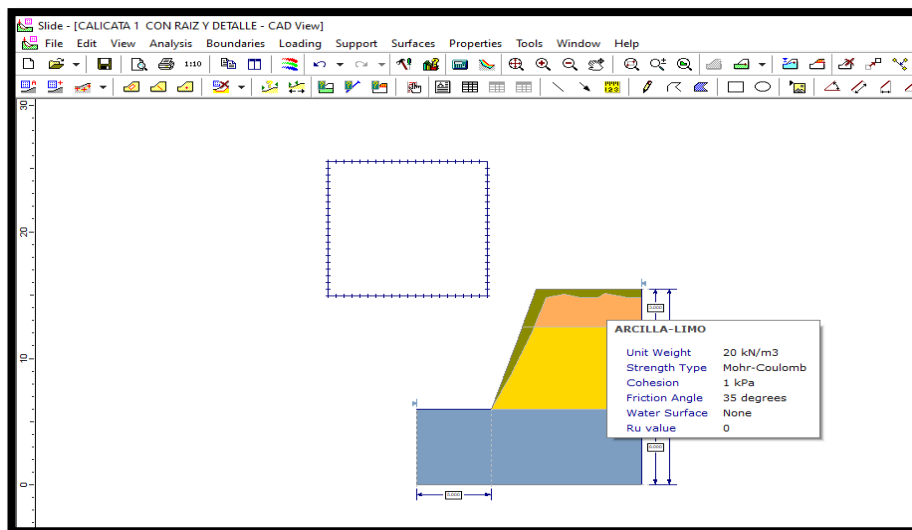 Slide - [CALICATA 1 CON RAIZ Y DETALLE - CAD View]
File Edit View Analysis Boundaries Loading Support Surfaces Properties Tools Window Help
1:10
30
20
10
0
ARCILLA-LIMO
Unit Weight 20 kN/m3
Strength Type Mohr-Coulomb
Cohesion 1 kPa
Friction Angle 35 degrees
Water Surface None
Ru value 0